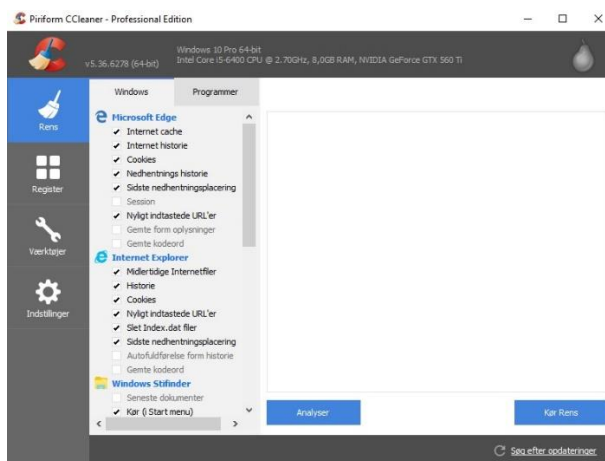 Piriform CCleaner - Professional Edition
v5.36.6278 (64-bit)
Windows 10 Pro 64-bit
Intel Core i5-6400 CPU @ 2.70GHz, 8,0GB RAM, NVIDIA GeForce GTX 560 Ti
Rens
Register
Værktøjer
Indstillinger
Windows
Programmer
Microsoft Edge
Internet cache
Internet historie
Cookies
Nedhentnings historie
Sidste nedhentningsplacering
Session
Nyligt indtastede URL'er
Gemte form oplysninger
Gemte kodeord
Internet Explorer
Midlertidige Internetfiler
Historie
Cookies
Nyligt indtastede URL'er
Slet Index.dat filer
Sidste nedhentningsplacering
Autofuldførelse form historie
Gemte kodeord
Windows Stifinder
Seneste dokumenter
Kør (i Start menu)
Analyser
Kør Rens
Søg efter opdateringer